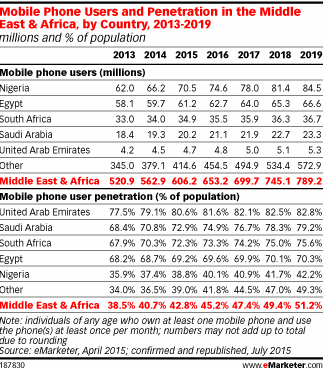 Mobile Phone Users and Penetration in the Middle
East & Africa, by Country, 2013-2019
millions and % of population
2013 2014 2015 2016 2017 2018 2019
Mobile phone users (millions)
Nigeria 62.0 66.2 70.5 74.6 78.0 81.4 84.5
Egypt 58.1 59.7 61.2 62.7 64.0 65.3 66.6
South Africa 33.0 34.0 34.9 35.5 35.9 36.3 36.7
Saudi Arabia 18.4 19.3 20.2 21.1 21.9 22.7 23.3
United Arab Emirates 4.2 4.5 4.7 4.8 5.0 5.1 5.3
Other 345.0 379.1 414.6 454.5 494.9 534.4 572.9
Middle East & Africa 520.9 562.9 606.2 653.2 699.7 745.1 789.2
Mobile phone user penetration (% of population)
United Arab Emirates 77.5% 79.1% 80.6% 81.6% 82.1% 82.5% 82.8%
Saudi Arabia 68.4% 70.8% 72.9% 74.9% 76.7% 78.3% 79.2%
South Africa 67.9% 70.3% 72.3% 73.3% 74.2% 75.0% 75.6%
Egypt 68.2% 68.7% 69.2% 69.6% 69.9% 70.1% 70.3%
Nigeria 35.9% 37.4% 38.8% 40.1% 40.9% 41.7% 42.2%
Other 34.0% 36.5% 39.0% 41.8% 44.5% 47.0% 49.3%
Middle East & Africa 38.5% 40.7% 42.8% 45.2% 47.4% 49.4% 51.2%
Note: individuals of any age who own at least one mobile phone and use
the phone(s) at least once per month; numbers may not add up to total
due to rounding
Source: eMarketer, April 2015; confirmed and republished, July 2015
187830 www.eMarketer.com